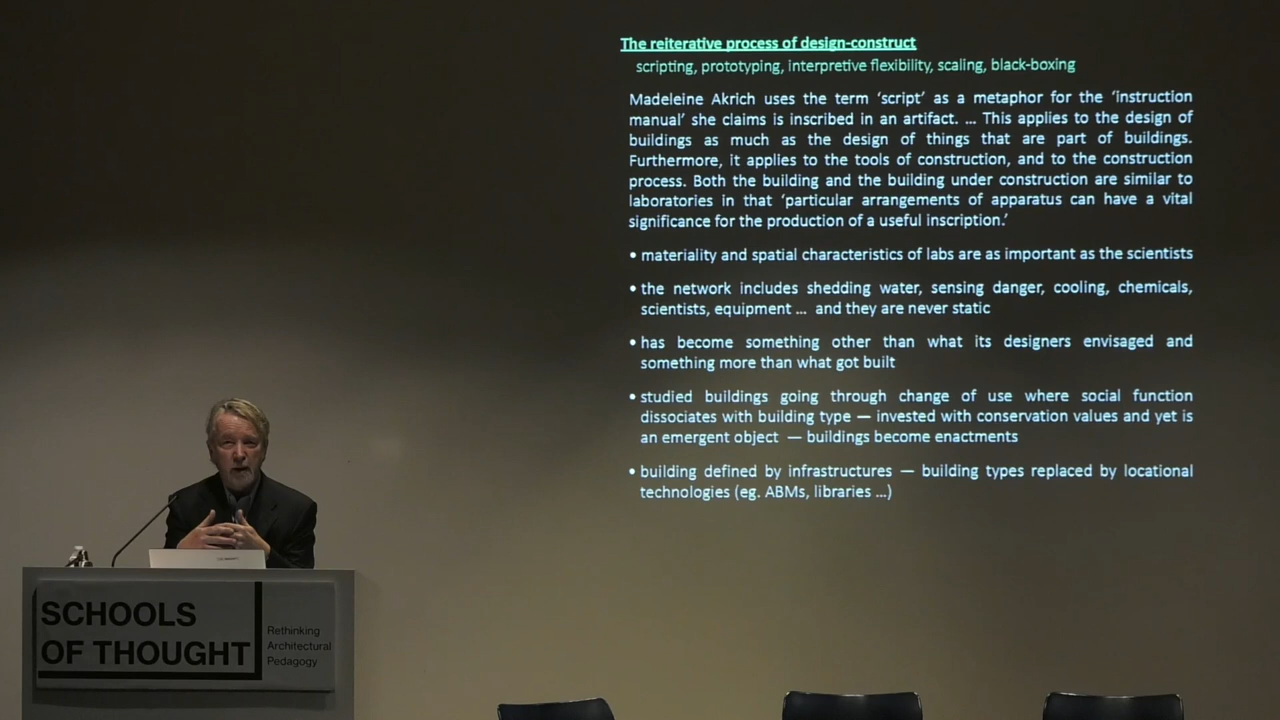 The reiterative process of design-construct
scripting, prototyping, interpretive flexibility, scaling, black-boxing
Madeleine Akrich uses the term ‘script’ as a metaphor for the ‘instruction
manual’ she claims is inscribed in an artifact. … This applies to the design of
buildings as much as the design of things that are part of buildings.
Furthermore, it applies to the tools of construction, and to the construction
process. Both the building and the building under construction are similar to
laboratories in that ‘particular arrangements of apparatus can have a vital
significance for the production of a useful inscription.’
• materiality and spatial characteristics of labs are as important as the scientists
• the network includes shedding water, sensing danger, cooling, chemicals,
scientists, equipment … and they are never static
• has become something other than what its designers envisaged and
something more than what got built
• studied buildings going through change of use where social function
dissociates with building type — invested with conservation values and yet is
an emergent object — buildings become enactments
• building defined by infrastructures — building types replaced by locational
technologies (eg. ABMs, libraries …)
SCHOOLS
OF THOUGHT
Rethinking
Architectural
Pedagogy